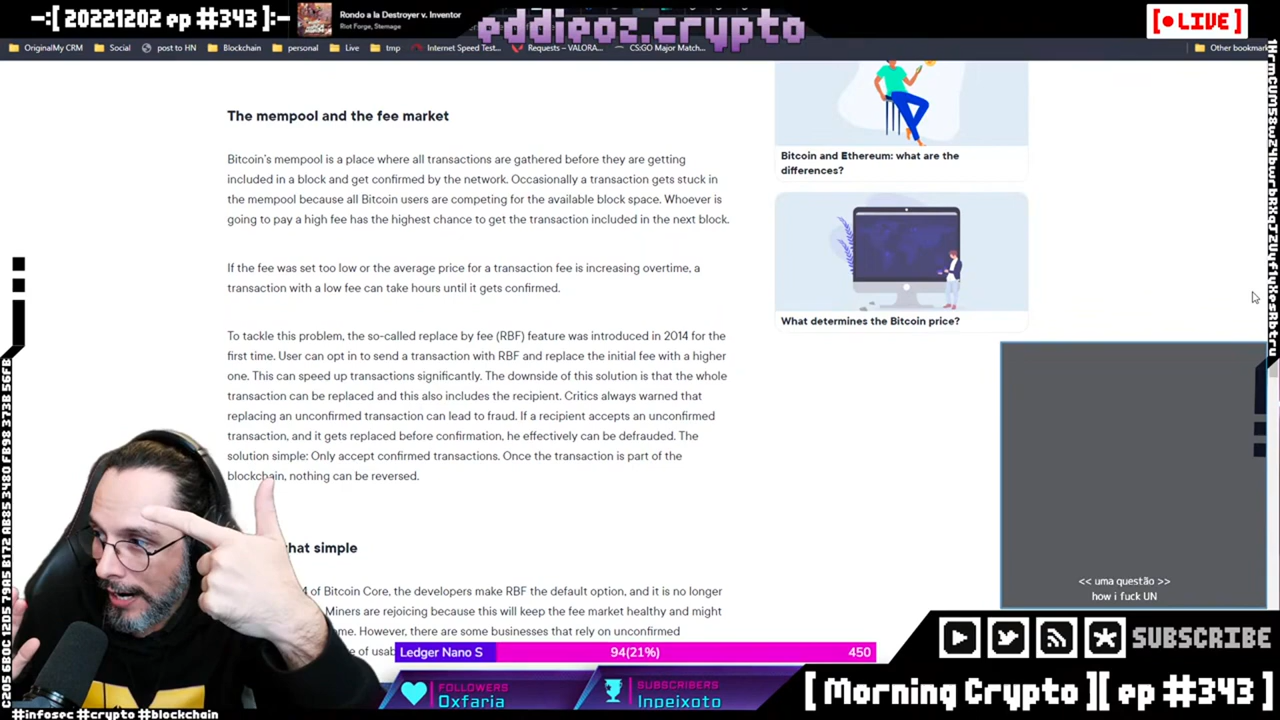 -:[ 20221202 ep #343 ]:-
Rondo a la Destroyer v. Inventor
Riot Forge, Stemage
eddieoz.crypto
[ • LIVE ]
OriginalMy CRM
Social
post to HN
Blockchain
personal
Live
tmp
Internet Speed Test...
Requests – VALORA...
CS:GO Major Match...
Other bookmark
The mempool and the fee market
Bitcoin's mempool is a place where all transactions are gathered before they are getting
included in a block and get confirmed by the network. Occasionally a transaction gets stuck in
the mempool because all Bitcoin users are competing for the available block space. Whoever is
going to pay a high fee has the highest chance to get the transaction included in the next block.
If the fee was set too low or the average price for a transaction fee is increasing overtime, a
transaction with a low fee can take hours until it gets confirmed.
To tackle this problem, the so-called replace by fee (RBF) feature was introduced in 2014 for the
first time. User can opt in to send a transaction with RBF and replace the initial fee with a higher
one. This can speed up transactions significantly. The downside of this solution is that the whole
transaction can be replaced and this also includes the recipient. Critics always warned that
replacing an unconfirmed transaction can lead to fraud. If a recipient accepts an unconfirmed
transaction, and it gets replaced before confirmation, he effectively can be defrauded. The
solution simple: Only accept confirmed transactions. Once the transaction is part of the
blockchain, nothing can be reversed.
hat simple
of Bitcoin Core, the developers make RBF the default option, and it is no longer
Miners are rejoicing because this will keep the fee market healthy and might
me. However, there are some businesses that rely on unconfirmed
e of usab
Bitcoin and Ethereum: what are the
differences?
What determines the Bitcoin price?
<< uma questão >>
how i fuck UN
Ledger Nano S
94(21%)
450
FOLLOWERS
Oxfaria
SUBSCRIBERS
Inpeixoto
SUBSCRIBE
[ Morning Crypto ][ ep #343 ]
#infosec #crypto #blockchain
C205 5B0E 12D5 79A5 B172 AB35 3480 FB98 373B 56FB